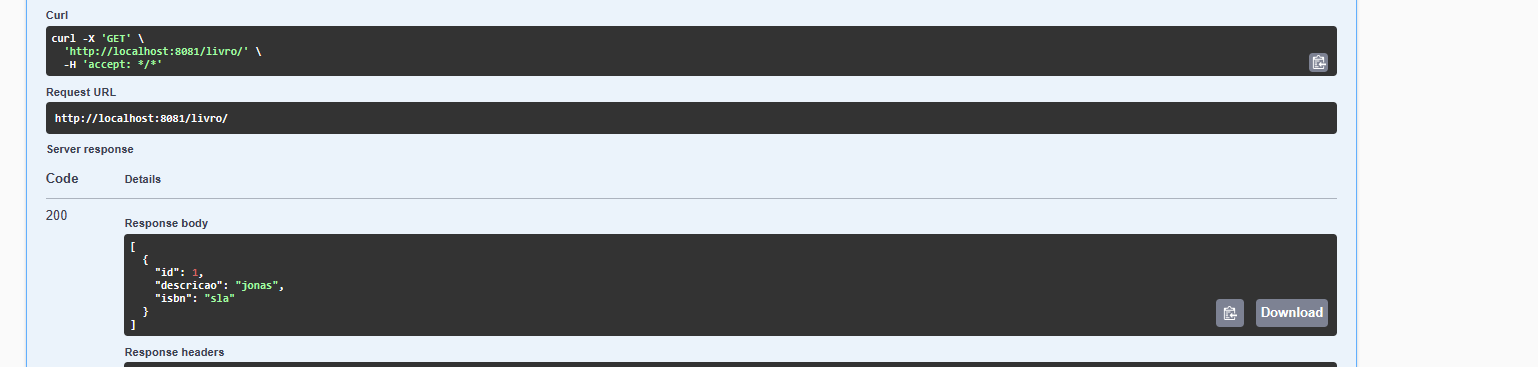 Curl
curl -X 'GET' \
'http://localhost:8081/livro/' \
-H 'accept: */*'
Request URL
http://localhost:8081/livro/
Server response
Code Details
200
Response body
[
{
"id": 1,
"descricao": "jonas",
"isbn": "sla"
}
]
Download
Response headers